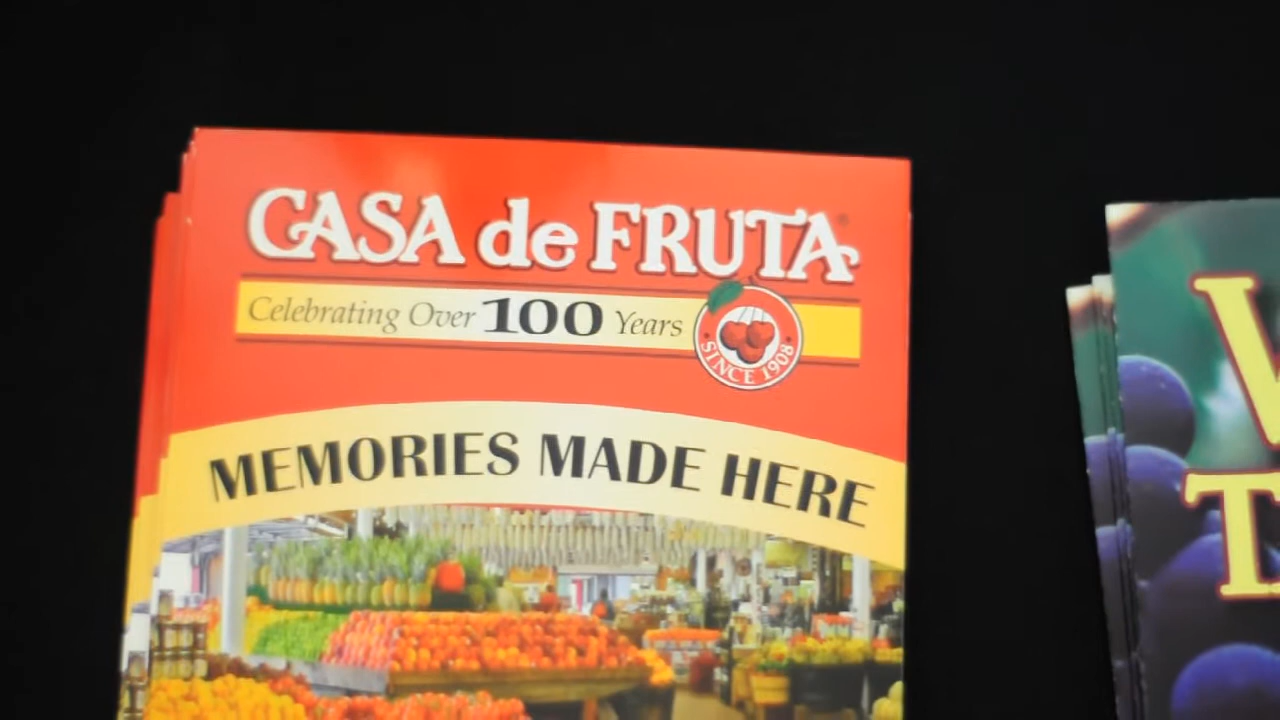 CASA de FRUTA
Celebrating Over 100 Years
SINCE 1908
MEMORIES MADE HERE